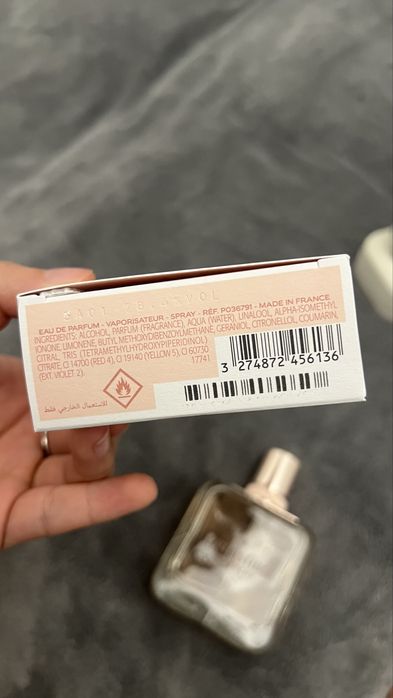 EAU DE PARFUM - VAPORISATEUR - SPRAY - RÉF. P036791 - MADE IN FRANCE
INGREDIENTS: ALCOHOL, PARFUM (FRAGRANCE), AQUA (WATER), LINALOOL, ALPHA-ISOMETHYL
IONONE, LIMONENE, BUTYL METHOXYDIBENZOYLMETHANE, GERANIOL, CITRONELLOL, COUMARIN,
CITRAL, TRIS (TETRAMETHYLHYDROXYPIPERIDINOL)
CITRATE, CI 14700 (RED 4), CI 19140 (YELLOW 5), CI 60730
(EXT. VIOLET 2). 17741
3 274872 456136
للاستعمال الخارجي فقط